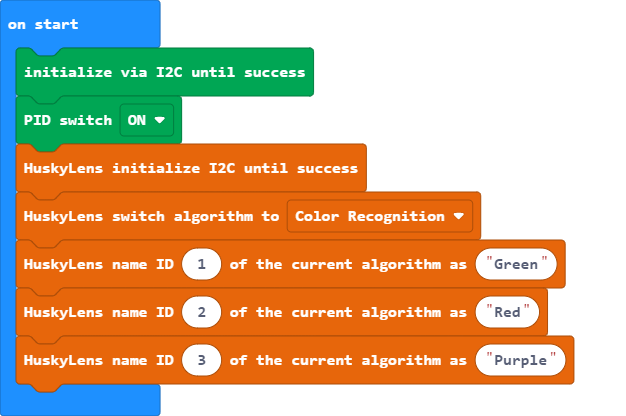 on start
initialize via I2C until success
PID switch ON
HuskyLens initialize I2C until success
HuskyLens switch algorithm to Color Recognition
HuskyLens name ID 1 of the current algorithm as "Green"
HuskyLens name ID 2 of the current algorithm as "Red"
HuskyLens name ID 3 of the current algorithm as "Purple"